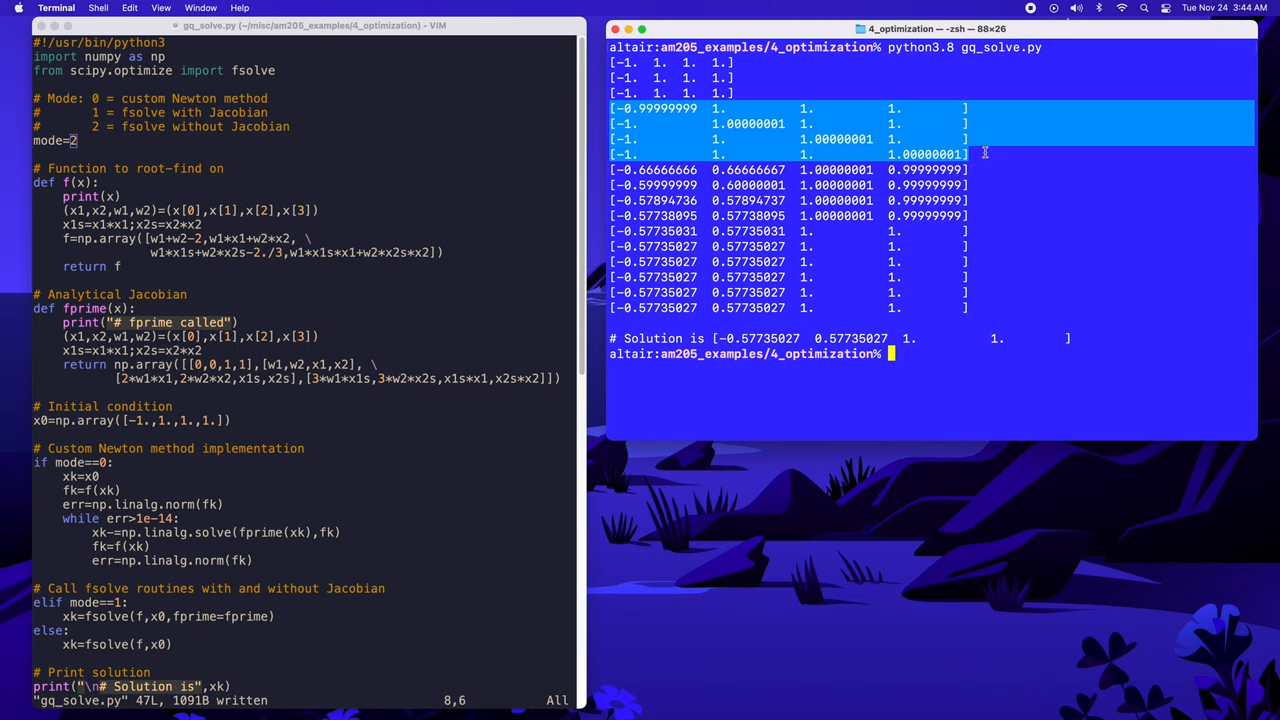 Terminal Shell Edit View Window Help Tue Nov 24 3:44 AM
gq_solve.py (~/misc/am205_examples/4_optimization) - VIM
#!/usr/bin/python3
import numpy as np
from scipy.optimize import fsolve
# Mode: 0 = custom Newton method
#       1 = fsolve with Jacobian
#       2 = fsolve without Jacobian
mode=2
# Function to root-find on
def f(x):
    print(x)
    (x1,x2,w1,w2)=(x[0],x[1],x[2],x[3])
    x1s=x1*x1;x2s=x2*x2
    f=np.array([w1+w2-2,w1*x1+w2*x2, \
                w1*x1s+w2*x2s-2./3,w1*x1s*x1+w2*x2s*x2])
    return f
# Analytical Jacobian
def fprime(x):
    print("# fprime called")
    (x1,x2,w1,w2)=(x[0],x[1],x[2],x[3])
    x1s=x1*x1;x2s=x2*x2
    return np.array([[0,0,1,1],[w1,w2,x1,x2], \
           [2*w1*x1,2*w2*x2,x1s,x2s],[3*w1*x1s,3*w2*x2s,x1s*x1,x2s*x2]])
# Initial condition
x0=np.array([-1.,1.,1.,1.])
# Custom Newton method implementation
if mode==0:
    xk=x0
    fk=f(xk)
    err=np.linalg.norm(fk)
    while err>1e-14:
        xk-=np.linalg.solve(fprime(xk),fk)
        fk=f(xk)
        err=np.linalg.norm(fk)
# Call fsolve routines with and without Jacobian
elif mode==1:
    xk=fsolve(f,x0,fprime=fprime)
else:
    xk=fsolve(f,x0)
# Print solution
print("\n# Solution is",xk)
"gq_solve.py" 47L, 1091B written 8,6 All
4_optimization — -zsh — 88×26
altair:am205_examples/4_optimization% python3.8 gq_solve.py
[-1.  1.  1.  1.]
[-1.  1.  1.  1.]
[-1.  1.  1.  1.]
[-0.99999999  1.          1.          1.        ]
[-1.          1.00000001  1.          1.        ]
[-1.          1.          1.00000001  1.        ]
[-1.          1.          1.          1.00000001]
[-0.66666666  0.66666667  1.00000001  0.99999999]
[-0.59999999  0.60000001  1.00000001  0.99999999]
[-0.57894736  0.57894737  1.00000001  0.99999999]
[-0.57738095  0.57738095  1.00000001  0.99999999]
[-0.57735031  0.57735031  1.          1.        ]
[-0.57735027  0.57735027  1.          1.        ]
[-0.57735027  0.57735027  1.          1.        ]
[-0.57735027  0.57735027  1.          1.        ]
[-0.57735027  0.57735027  1.          1.        ]
[-0.57735027  0.57735027  1.          1.        ]
# Solution is [-0.57735027  0.57735027  1.          1.        ]
altair:am205_examples/4_optimization%